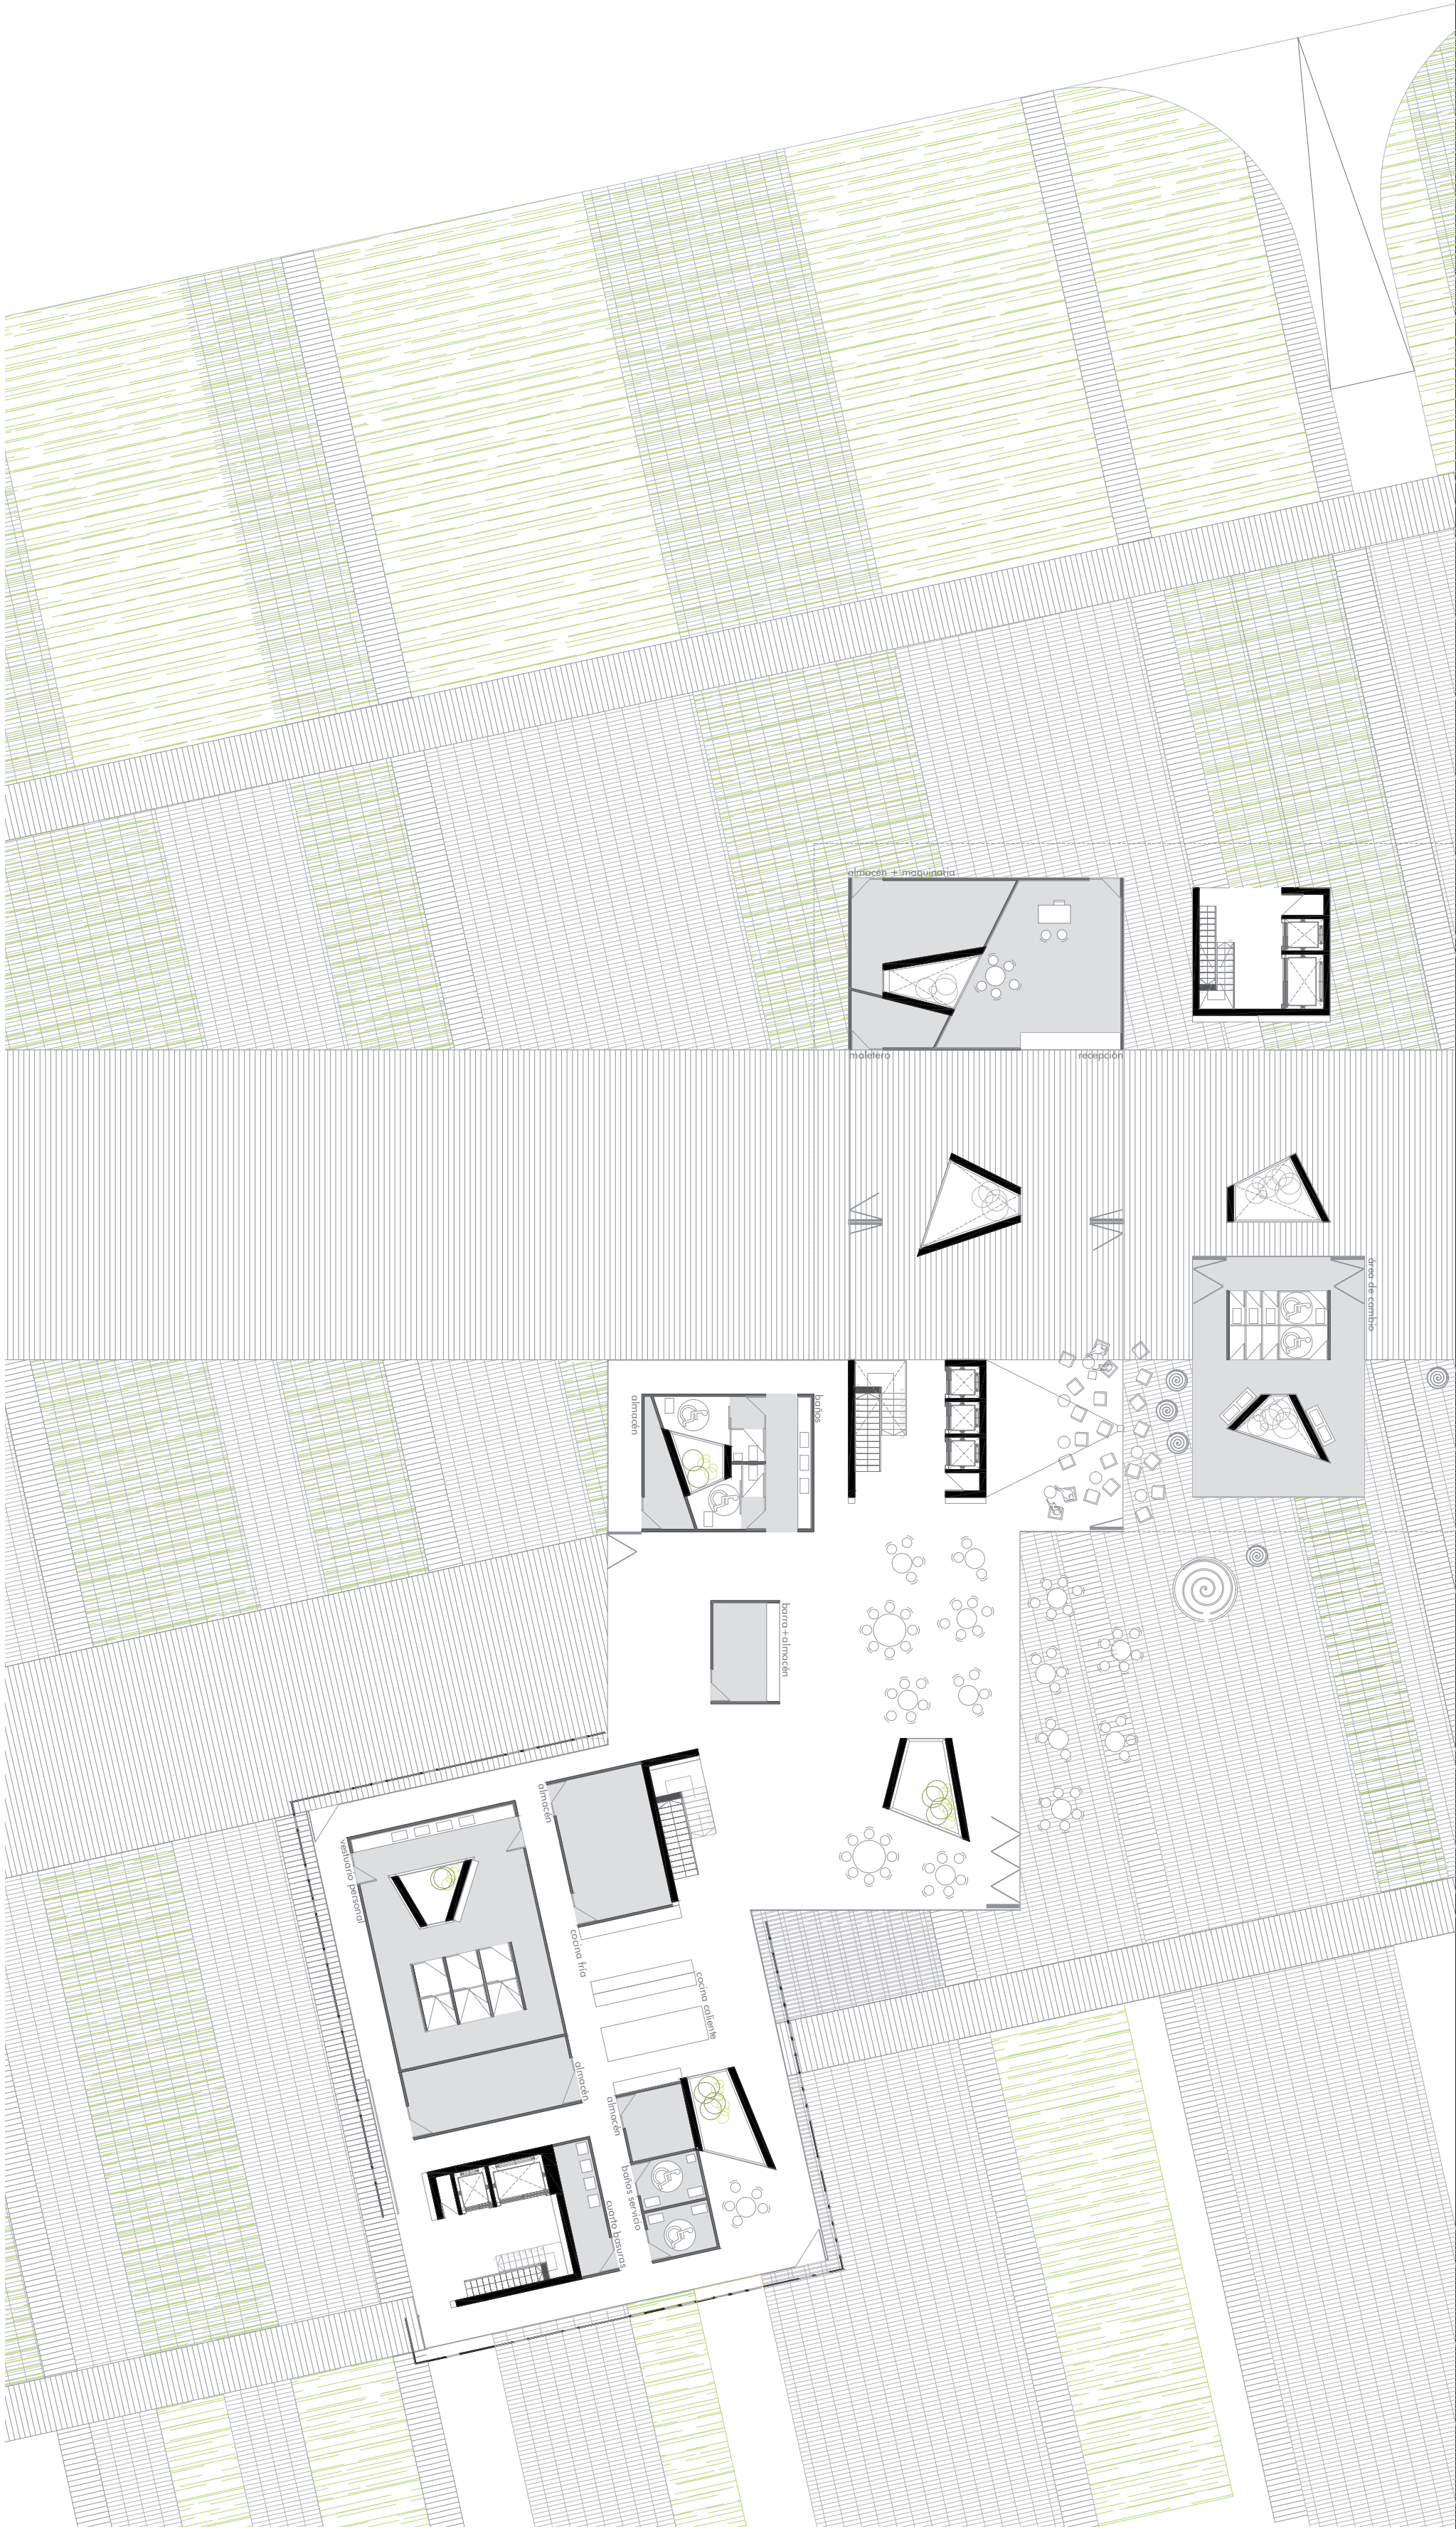 almacén + maquinaria
maletero
recepción
área de cambio
almacén
baños
barra+almacén
almacén
vestuario personal
cocina fría
cocina caliente
almacén
almacén
baños servicio
cuarto basuras